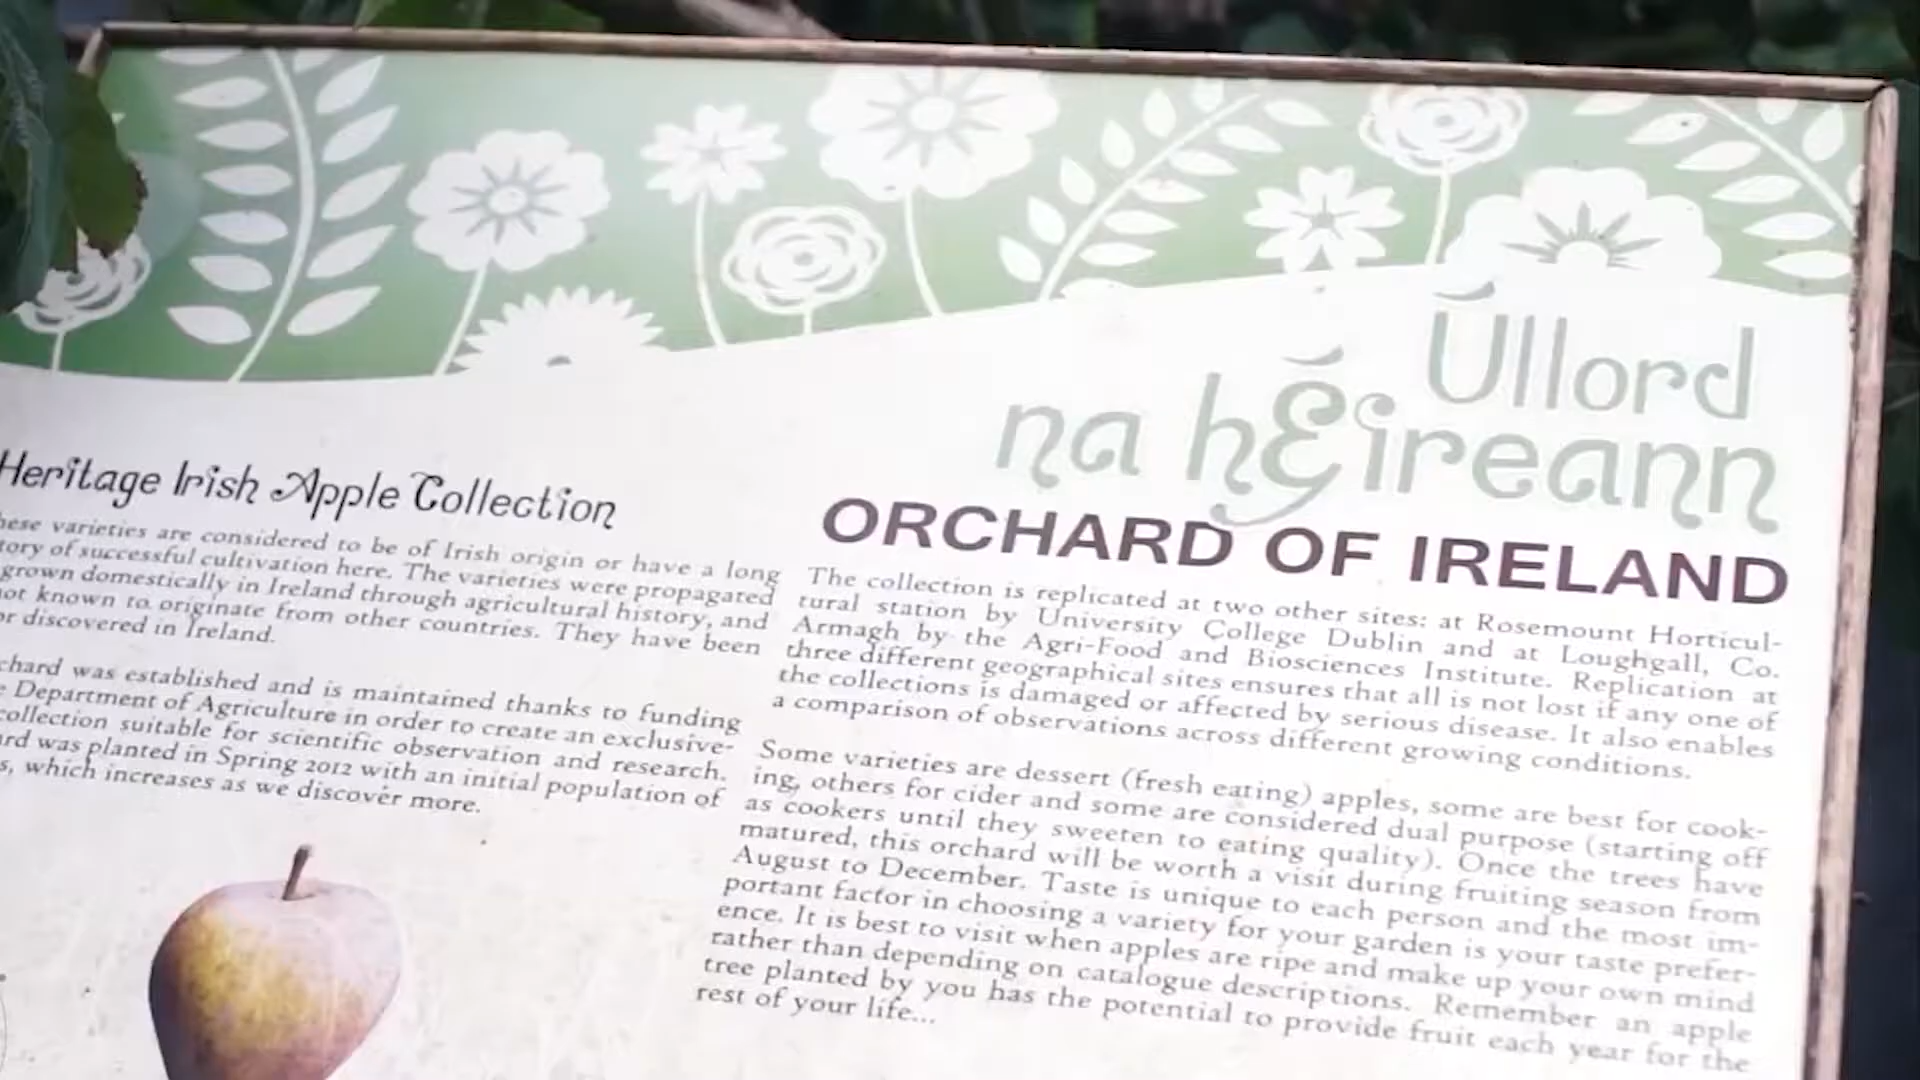 Úllord
na hÉireann
ORCHARD OF IRELAND
Heritage Irish Apple Collection
varieties are considered to be of Irish origin or have a long
of successful cultivation here. The varieties were propagated
grown domestically in Ireland through agricultural history, and
known to originate from other countries. They have been
discovered in Ireland.
was established and is maintained thanks to funding
Department of Agriculture in order to create an exclusive-
collection suitable for scientific observation and research.
was planted in Spring 2012 with an initial population of
which increases as we discover more.
The collection is replicated at two other sites: at Rosemount Horticul-
tural station by University College Dublin and at Loughgall, Co.
Armagh by the Agri-Food and Biosciences Institute. Replication at
three different geographical sites ensures that all is not lost if any one of
the collections is damaged or affected by serious disease. It also enables
a comparison of observations across different growing conditions.
Some varieties are dessert (fresh eating) apples, some are best for cook-
ing, others for cider and some are considered dual purpose (starting off
as cookers until they sweeten to eating quality). Once the trees have
matured, this orchard will be worth a visit during fruiting season from
August to December. Taste is unique to each person and the most im-
portant factor in choosing a variety for your garden is your taste prefer-
ence. It is best to visit when apples are ripe and make up your own mind
rather than depending on catalogue descriptions. Remember an apple
tree planted by you has the potential to provide fruit each year for the
rest of your life...